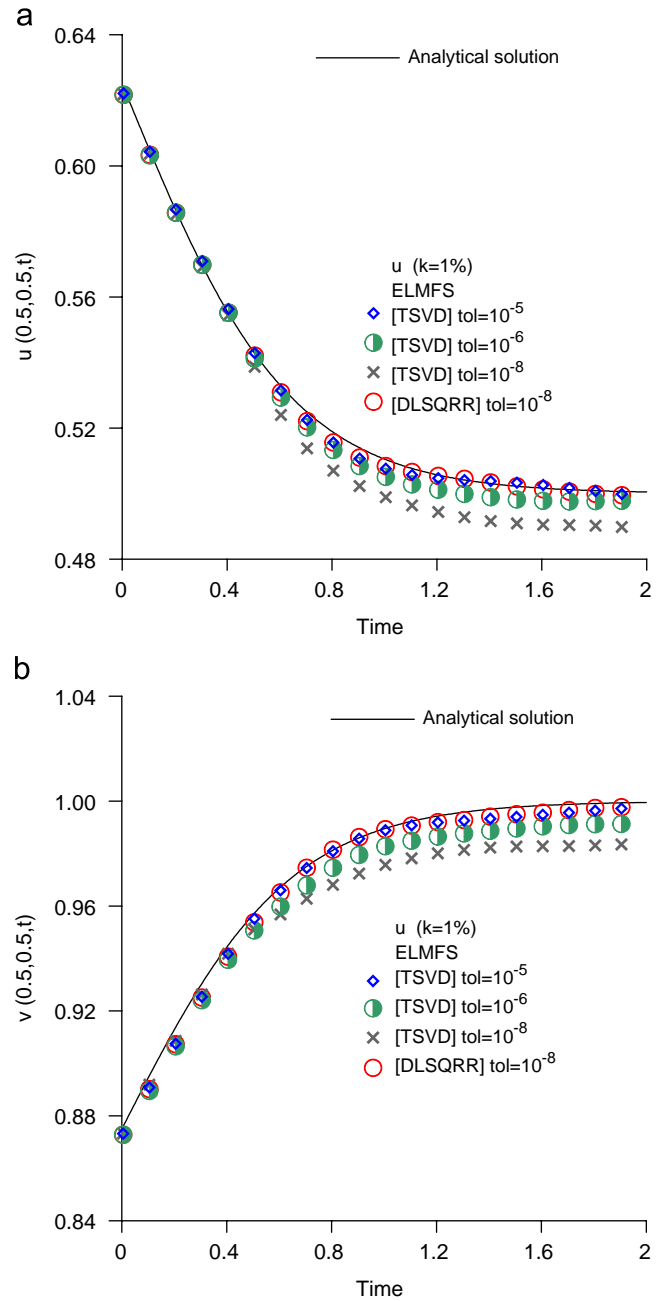 a
0.64
Analytical solution
0.60
u (k=1%)
ELMFS
0.56
[TSVD] tol=10⁻⁵
[TSVD] tol=10⁻⁶
[TSVD] tol=10⁻⁸
[DLSQRR] tol=10⁻⁸
u (0.5,0.5,t)
0.52
0.48
0 0.4 0.8 1.2 1.6 2
Time
b
1.04
Analytical solution
1.00
0.96
u (k=1%)
ELMFS
[TSVD] tol=10⁻⁵
[TSVD] tol=10⁻⁶
[TSVD] tol=10⁻⁸
[DLSQRR] tol=10⁻⁸
v (0.5,0.5,t)
0.92
0.88
0.84
0 0.4 0.8 1.2 1.6 2
Time